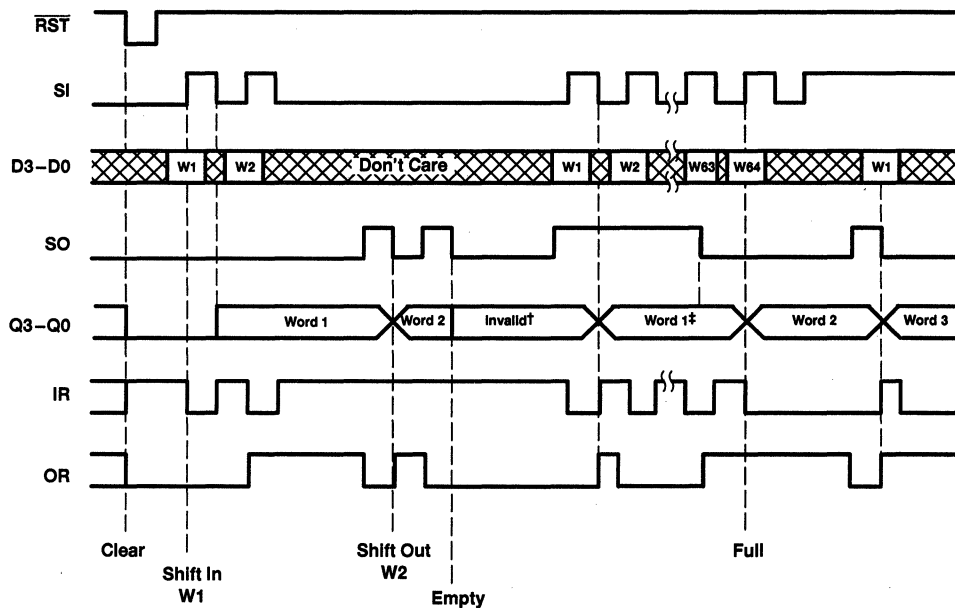 RST
SI
D3–D0 W1 W2 Don't Care W1 W2 W63 W64 W1
SO
Q3–Q0 Word 1 Word 2 Invalid† Word 1‡ Word 2 Word 3
IR
OR
Clear Shift Out Full
Shift In W2
W1 Empty